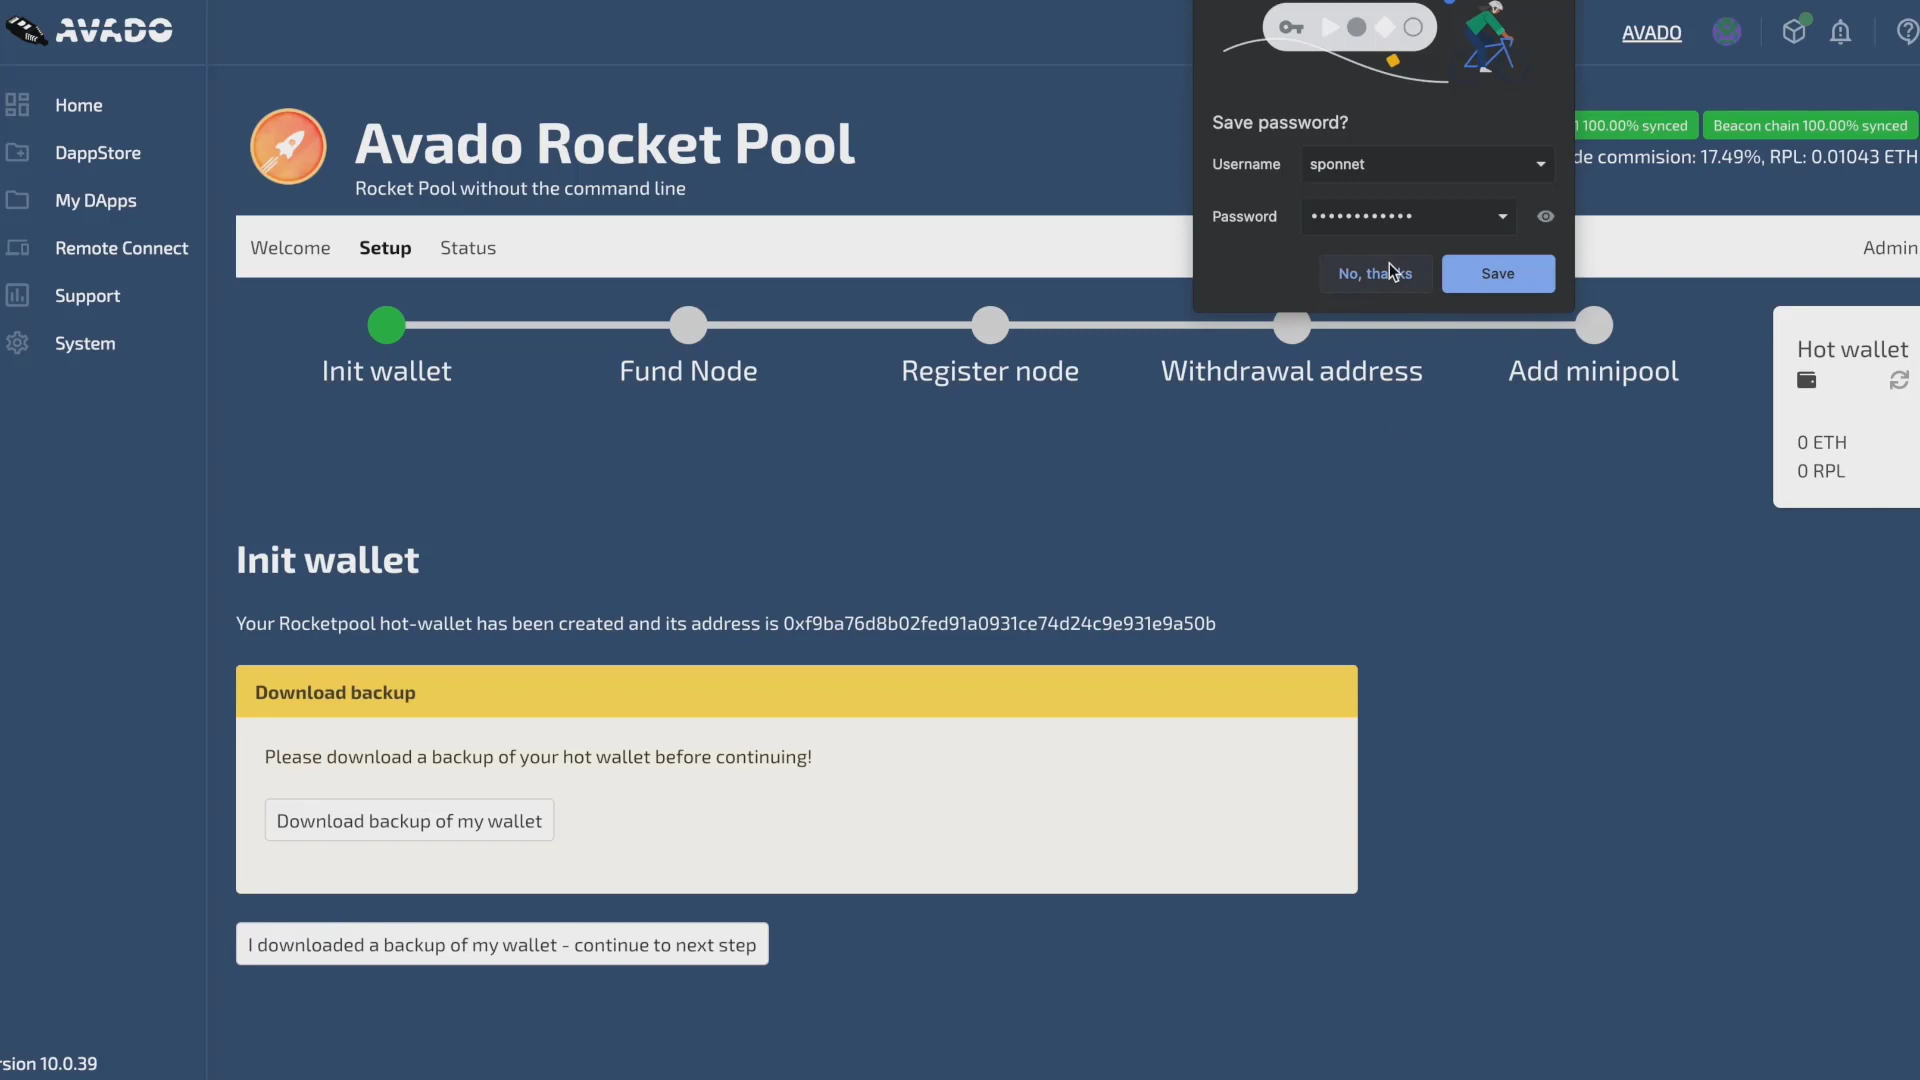 AVADO
AVADO
Home
DappStore
My DApps
Remote Connect
Support
System
Avado Rocket Pool
Rocket Pool without the command line
Save password?
Username
sponnet
Password
••••••••••••
No, thanks
Save
1 100.00% synced
Beacon chain 100.00% synced
de commision: 17.49%, RPL: 0.01043 ETH
Welcome
Setup
Status
Admin
Init wallet
Fund Node
Register node
Withdrawal address
Add minipool
Hot wallet
0 ETH
0 RPL
Init wallet
Your Rocketpool hot-wallet has been created and its address is 0xf9ba76d8b02fed91a0931ce74d24c9e931e9a50b
Download backup
Please download a backup of your hot wallet before continuing!
Download backup of my wallet
I downloaded a backup of my wallet - continue to next step
rsion 10.0.39